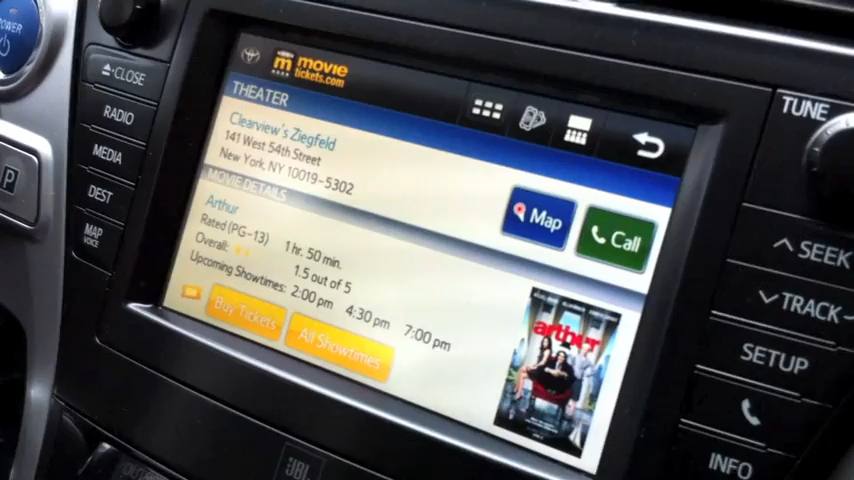 POWER
CLOSE
RADIO
MEDIA
DEST
MAP
VOICE
P
m movie
tickets.com
THEATER
Clearview's Ziegfeld
141 West 54th Street
New York, NY 10019-5302
Map
Call
MOVIE DETAILS
Arthur
Rated (PG-13) 1 hr. 50 min.
Overall: 1.5 out of 5
Upcoming Showtimes: 2:00 pm 4:30 pm 7:00 pm
Buy Tickets
All Showtimes
arthur
JBL
TUNE
SEEK
TRACK
SETUP
INFO